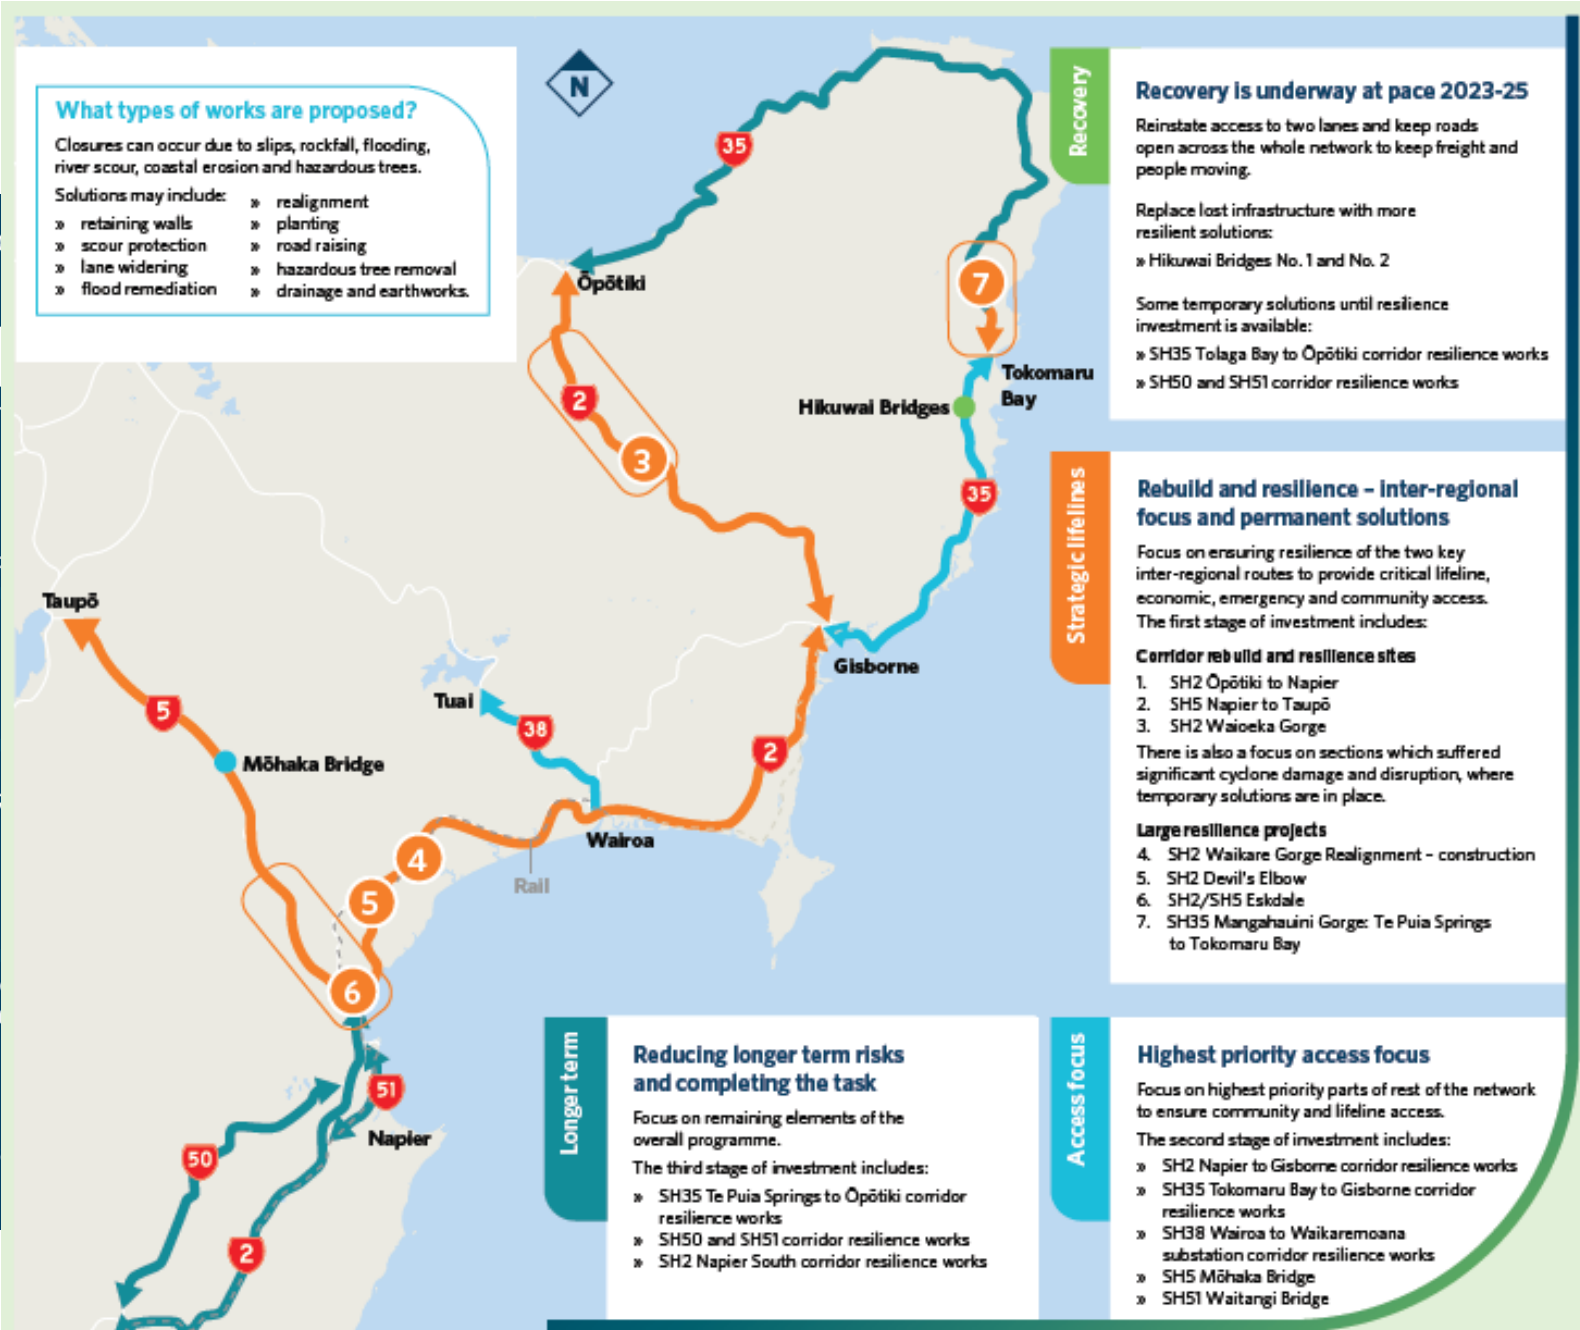 What types of works are proposed?
Closures can occur due to slips, rockfall, flooding,
river scour, coastal erosion and hazardous trees.
Solutions may include:
» retaining walls
» scour protection
» lane widening
» flood remediation
» realignment
» planting
» road raising
» hazardous tree removal
» drainage and earthworks.
N
35
Ōpōtiki
7
Tokomaru
Bay
Hikuwai Bridges
2
3
35
Taupō
Gisborne
Tuai
38
5
2
Mōhaka Bridge
Wairoa
4
Rail
5
6
51
Napier
50
2
Recovery
Recovery is underway at pace 2023-25
Reinstate access to two lanes and keep roads
open across the whole network to keep freight and
people moving.
Replace lost infrastructure with more
resilient solutions:
» Hikuwai Bridges No. 1 and No. 2
Some temporary solutions until resilience
investment is available:
» SH35 Tolaga Bay to Ōpōtiki corridor resilience works
» SH50 and SH51 corridor resilience works
Strategic lifelines
Rebuild and resilience – inter-regional
focus and permanent solutions
Focus on ensuring resilience of the two key
inter-regional routes to provide critical lifeline,
economic, emergency and community access.
The first stage of investment includes:
Corridor rebuild and resilience sites
1. SH2 Ōpōtiki to Napier
2. SH5 Napier to Taupō
3. SH2 Waioeka Gorge
There is also a focus on sections which suffered
significant cyclone damage and disruption, where
temporary solutions are in place.
Large resilience projects
4. SH2 Waikare Gorge Realignment – construction
5. SH2 Devil's Elbow
6. SH2/SH5 Eskdale
7. SH35 Mangahauini Gorge: Te Puia Springs
to Tokomaru Bay
Longer term
Reducing longer term risks
and completing the task
Focus on remaining elements of the
overall programme.
The third stage of investment includes:
» SH35 Te Puia Springs to Ōpōtiki corridor
resilience works
» SH50 and SH51 corridor resilience works
» SH2 Napier South corridor resilience works
Access focus
Highest priority access focus
Focus on highest priority parts of rest of the network
to ensure community and lifeline access.
The second stage of investment includes:
» SH2 Napier to Gisborne corridor resilience works
» SH35 Tokomaru Bay to Gisborne corridor
resilience works
» SH38 Wairoa to Waikaremoana
substation corridor resilience works
» SH5 Mōhaka Bridge
» SH51 Waitangi Bridge